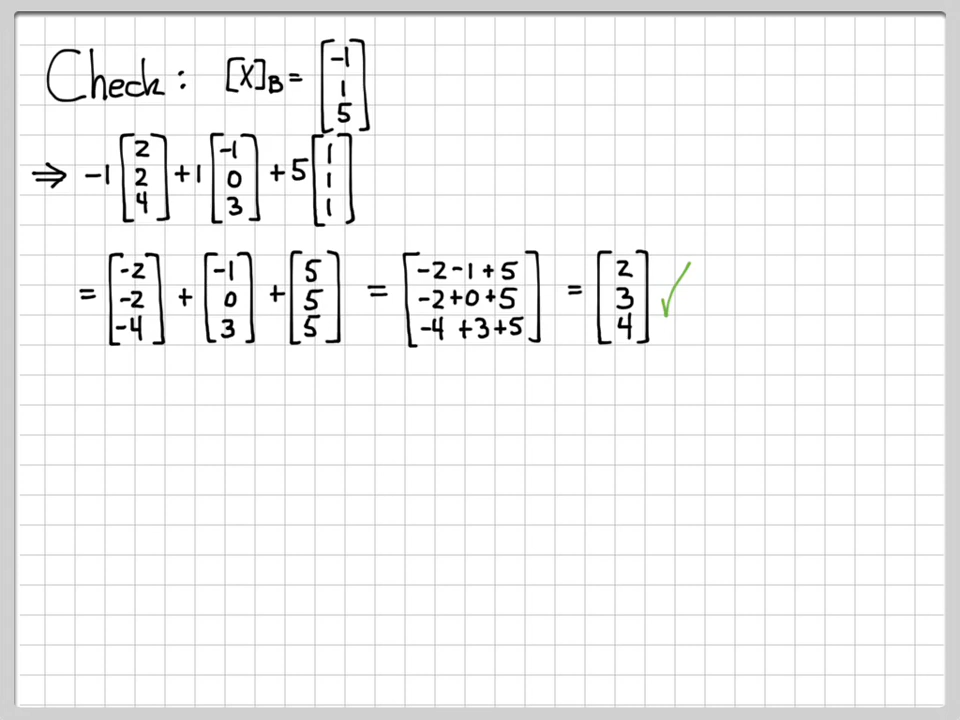 Check: [X]B = [-1 1 5]
⇒ -1 [2 2 4] + 1 [-1 0 3] + 5 [1 1 1]
= [-2 -2 -4] + [-1 0 3] + [5 5 5] = [-2-1+5 -2+0+5 -4+3+5] = [2 3 4] ✓